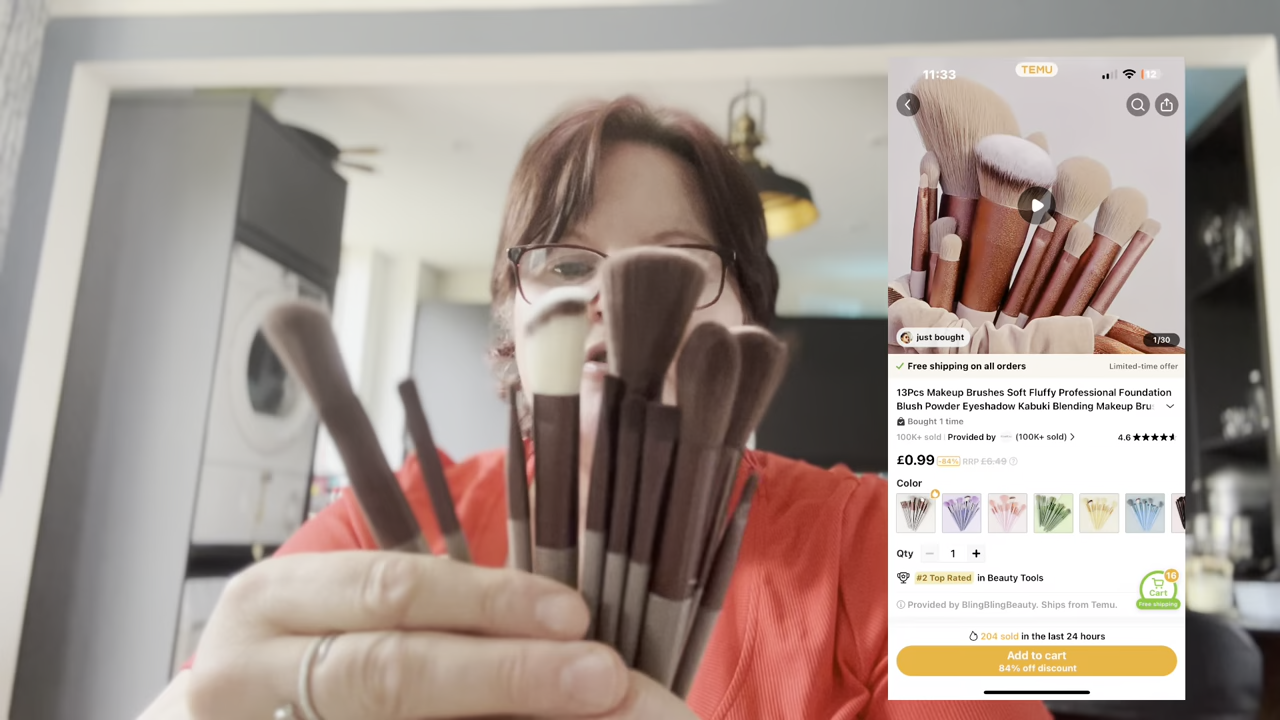 11:33
TEMU
12
just bought
1/30
Free shipping on all orders
Limited-time offer
13Pcs Makeup Brushes Soft Fluffy Professional Foundation
Blush Powder Eyeshadow Kabuki Blending Makeup Bru
Bought 1 time
100K+ sold Provided by (100K+ sold)
4.6
£0.99 -84% RRP £6.49
Color
Qty 1
#2 Top Rated in Beauty Tools
16
Cart
Free shipping
Provided by BlingBlingBeauty. Ships from Temu.
204 sold in the last 24 hours
Add to cart
84% off discount